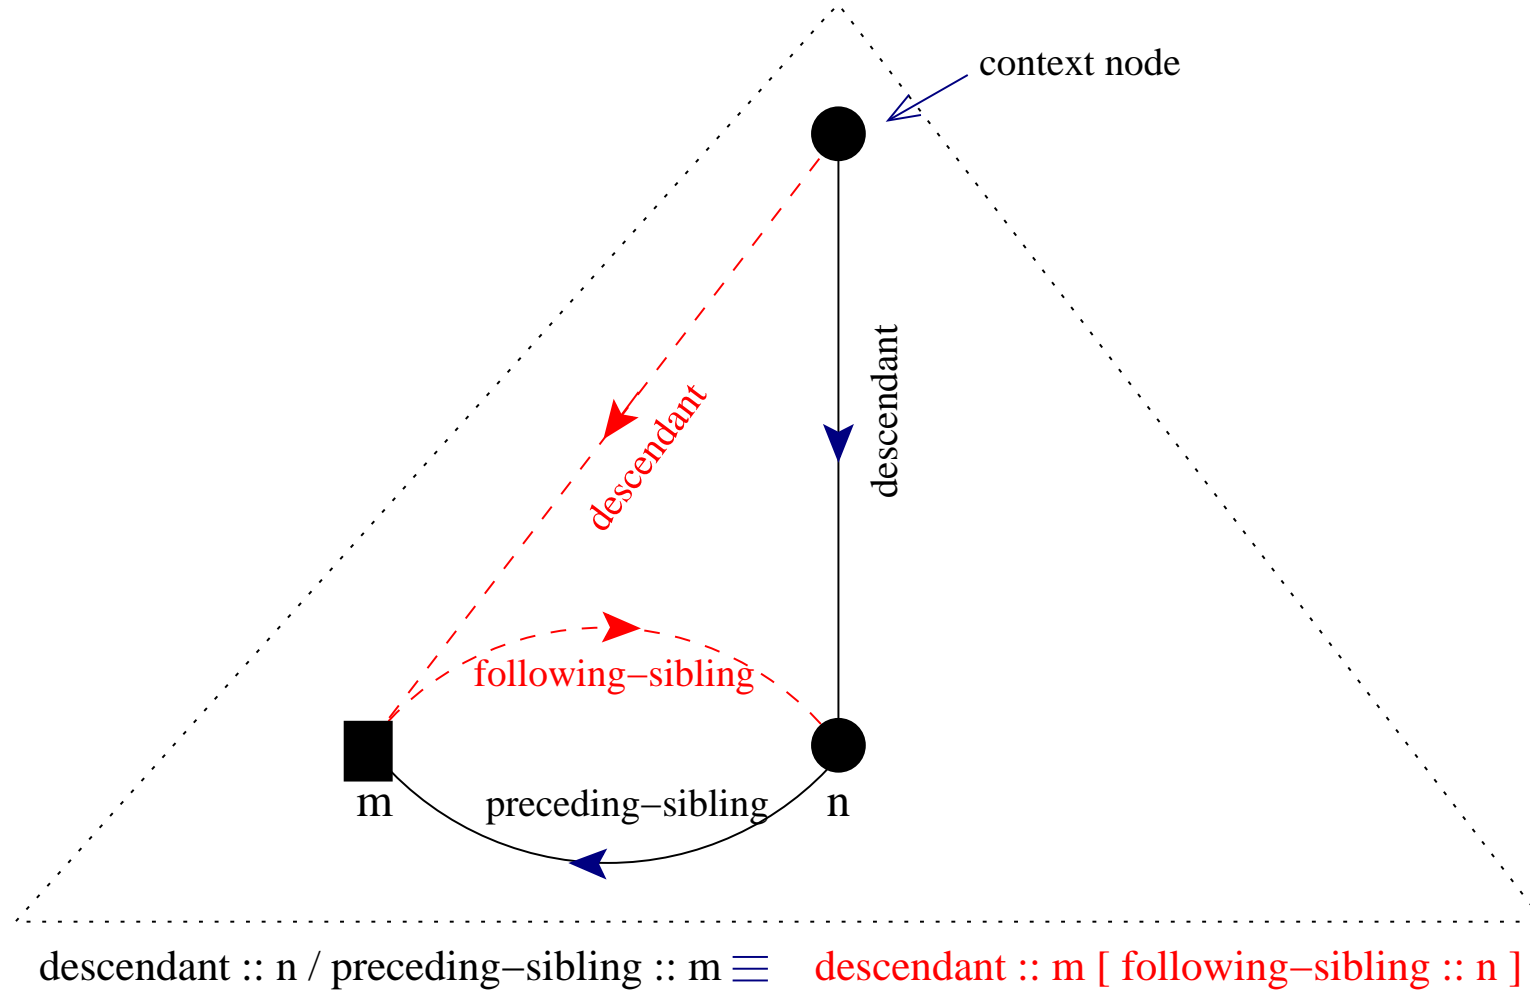 context node
descendant
descendant
following−sibling
preceding−sibling
m
n
descendant :: n / preceding−sibling :: m ≡ descendant :: m [ following−sibling :: n ]